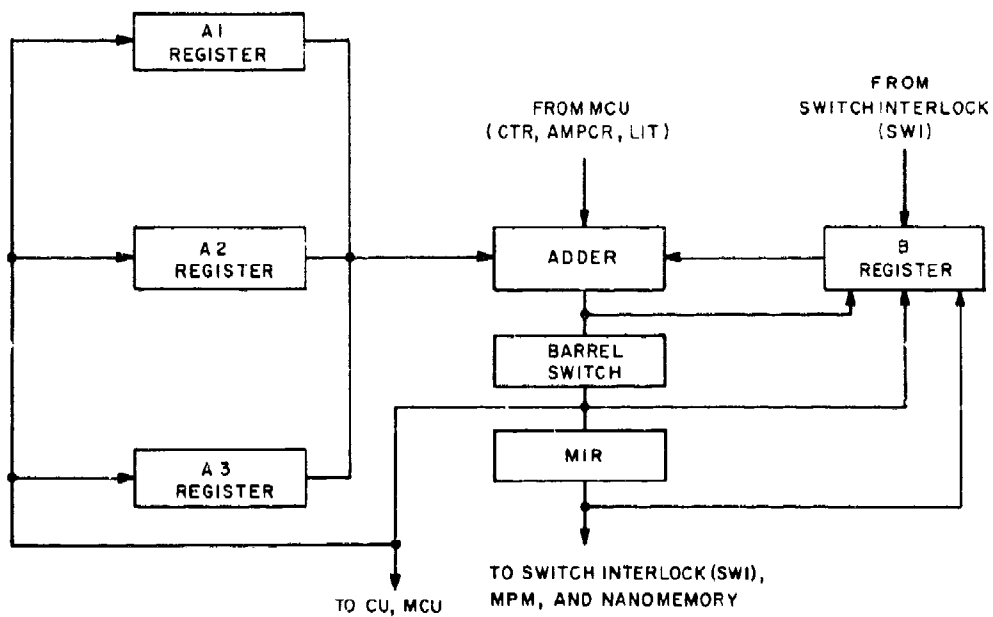 A1
REGISTER
FROM MCU
(CTR, AMPCR, LIT)
FROM
SWITCH INTERLOCK
(SWI)
A2
REGISTER
ADDER
B
REGISTER
BARREL
SWITCH
MIR
A3
REGISTER
TO CU, MCU
TO SWITCH INTERLOCK (SWI),
MPM, AND NANOMEMORY